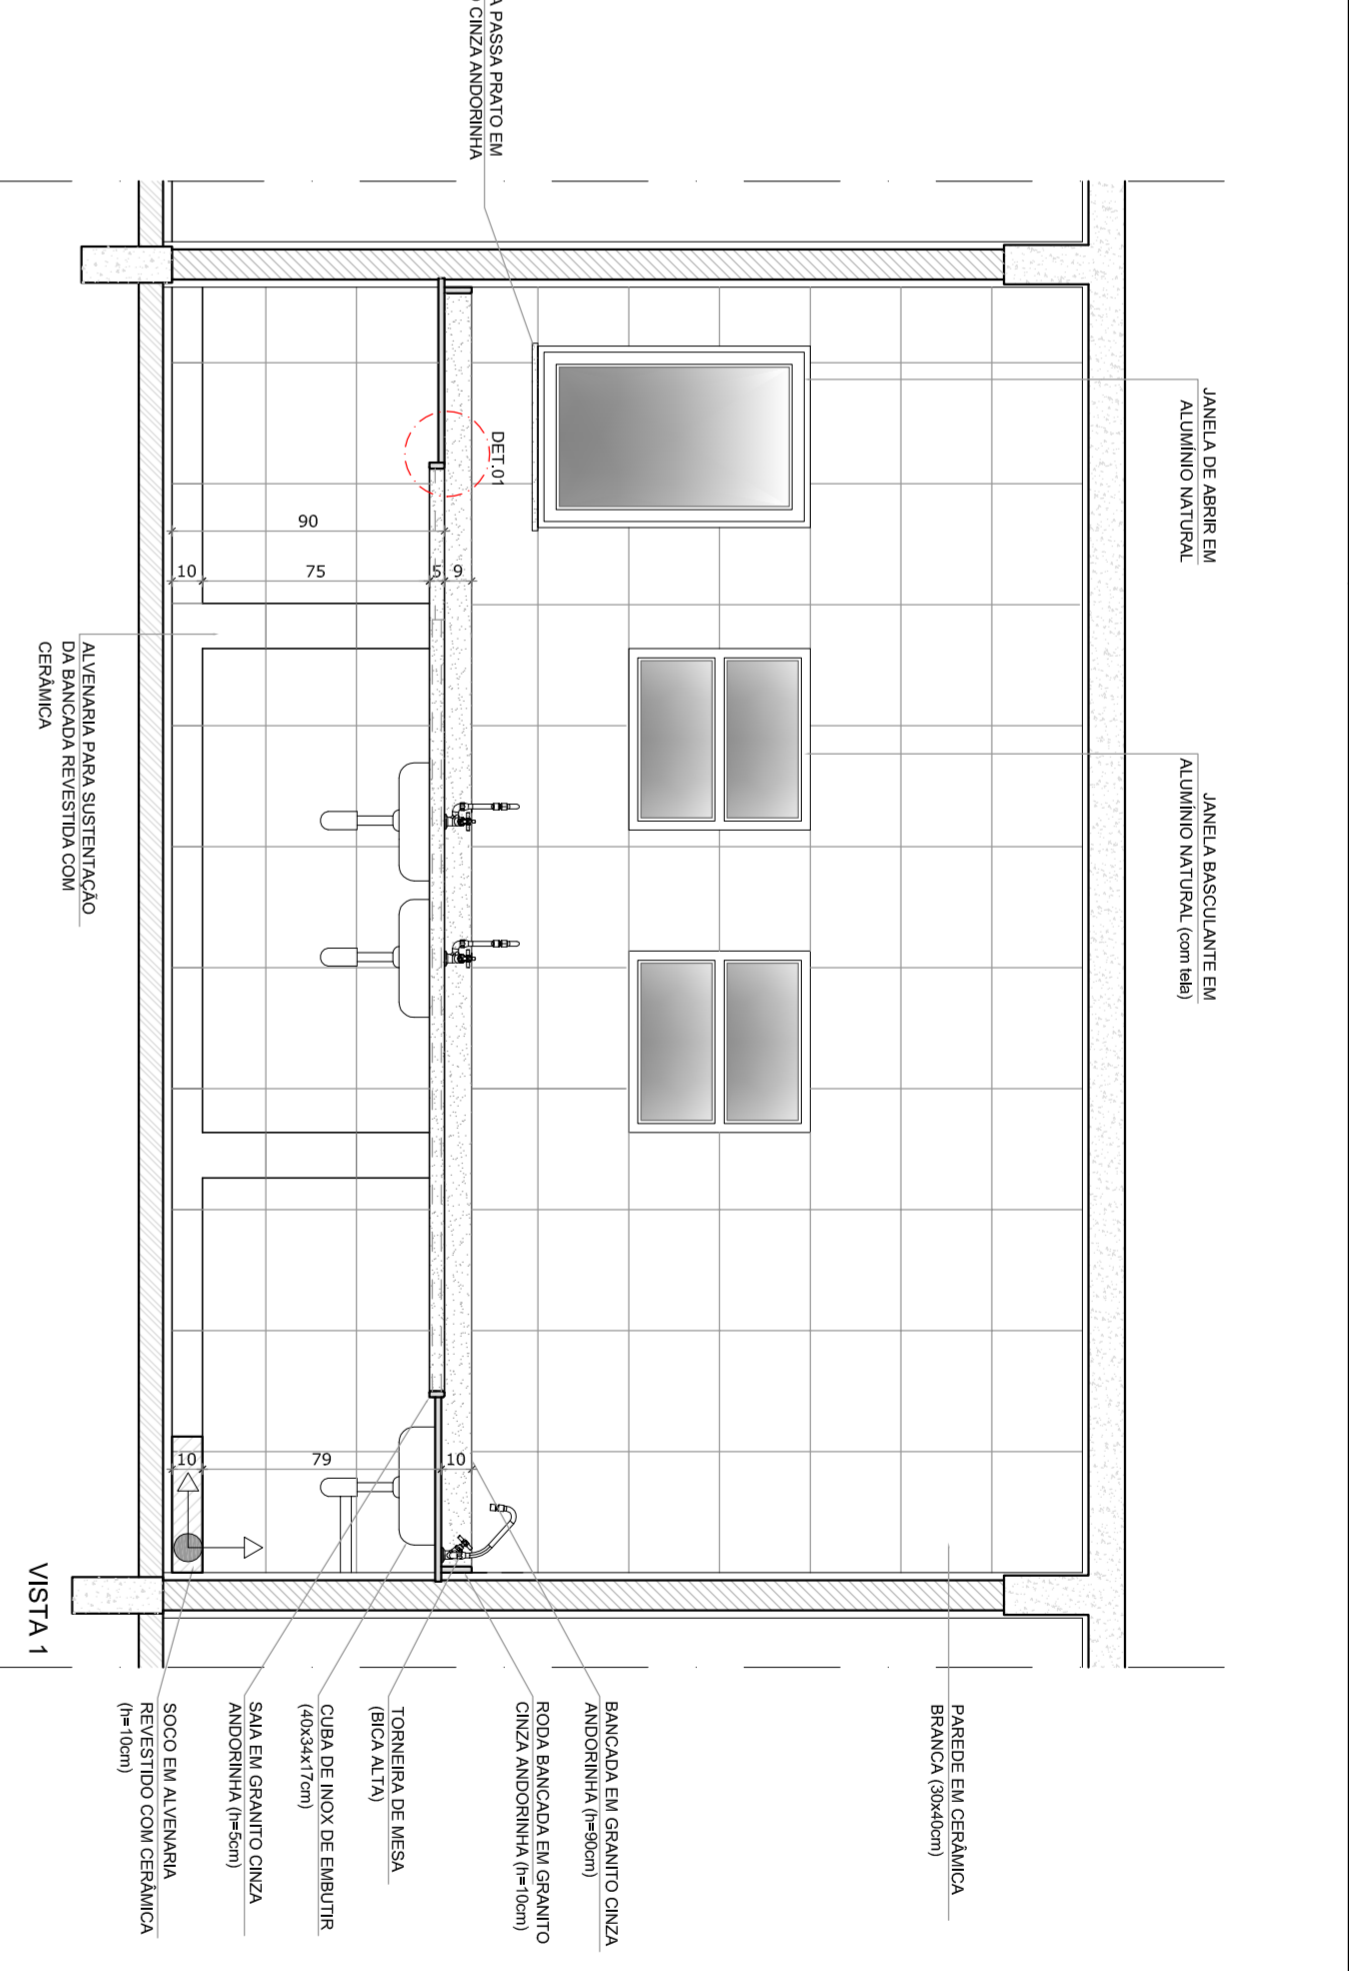 JANELA DE ABRIR EM
ALUMÍNIO NATURAL
JANELA BASCULANTE EM
ALUMÍNIO NATURAL (com tela)
A PASSA PRATO EM
CINZA ANDORINHA
DET.01
90
10
75
5
9
10
79
10
ALVENARIA PARA SUSTENTAÇÃO
DA BANCADA REVESTIDA COM
CERÂMICA
PAREDE EM CERÂMICA
BRANCA (30x40cm)
BANCADA EM GRANITO CINZA
ANDORINHA (h=90cm)
RODA BANCADA EM GRANITO
CINZA ANDORINHA (h=10cm)
TORNEIRA DE MESA
(BICA ALTA)
CUBA DE INOX DE EMBUTIR
(40x34x17cm)
SAIA EM GRANITO CINZA
ANDORINHA (h=5cm)
SOCO EM ALVENARIA
REVESTIDO COM CERÂMICA
(h=10cm)
VISTA 1